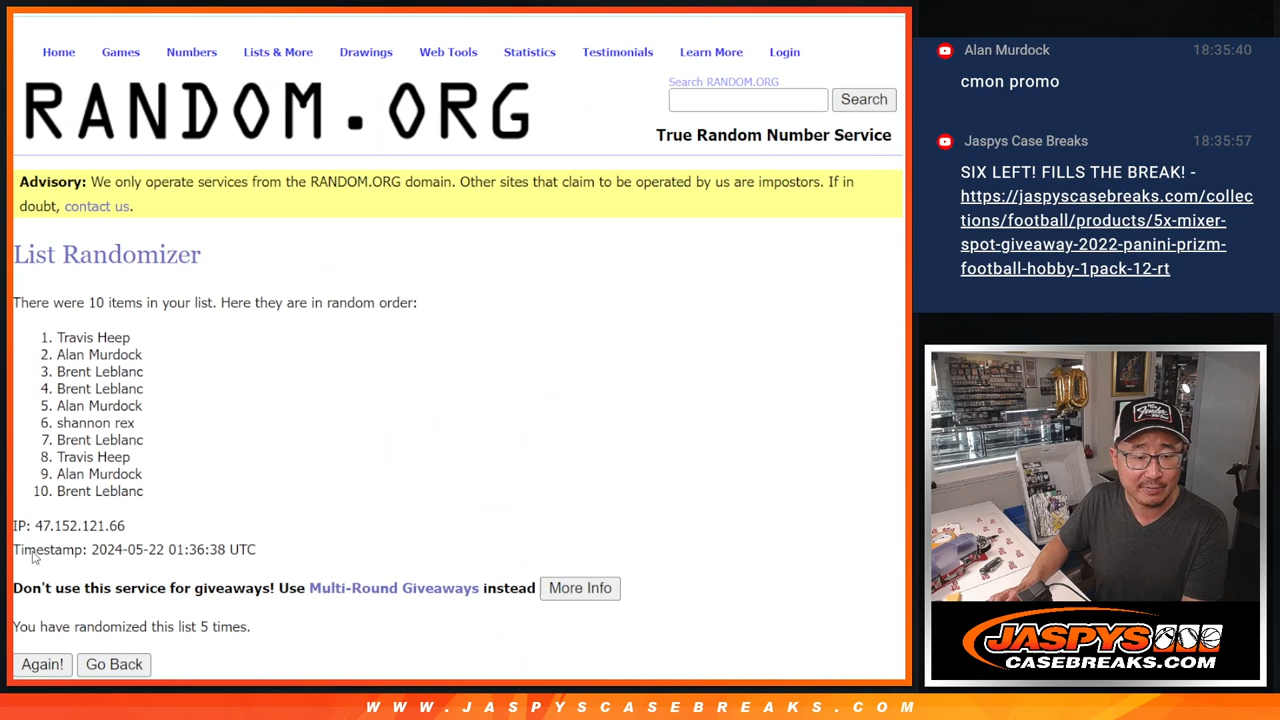 Home Games Numbers Lists & More Drawings Web Tools Statistics Testimonials Learn More Login
RANDOM.ORG
Search RANDOM.ORG
Search
True Random Number Service
Advisory: We only operate services from the RANDOM.ORG domain. Other sites that claim to be operated by us are impostors. If in
doubt, contact us.
List Randomizer
There were 10 items in your list. Here they are in random order:
1. Travis Heep
2. Alan Murdock
3. Brent Leblanc
4. Brent Leblanc
5. Alan Murdock
6. shannon rex
7. Brent Leblanc
8. Travis Heep
9. Alan Murdock
10. Brent Leblanc
IP: 47.152.121.66
Timestamp: 2024-05-22 01:36:38 UTC
Don't use this service for giveaways! Use Multi-Round Giveaways instead More Info
You have randomized this list 5 times.
Again! Go Back
Alan Murdock 18:35:40
cmon promo
Jaspys Case Breaks 18:35:57
SIX LEFT! FILLS THE BREAK! -
https://jaspyscasebreaks.com/collec
tions/football/products/5x-mixer-
spot-giveaway-2022-panini-prizm-
football-hobby-1pack-12-rt
10
Fender
JASPYS
CASEBREAKS.COM
WWW.JASPYSCASEBREAKS.COM